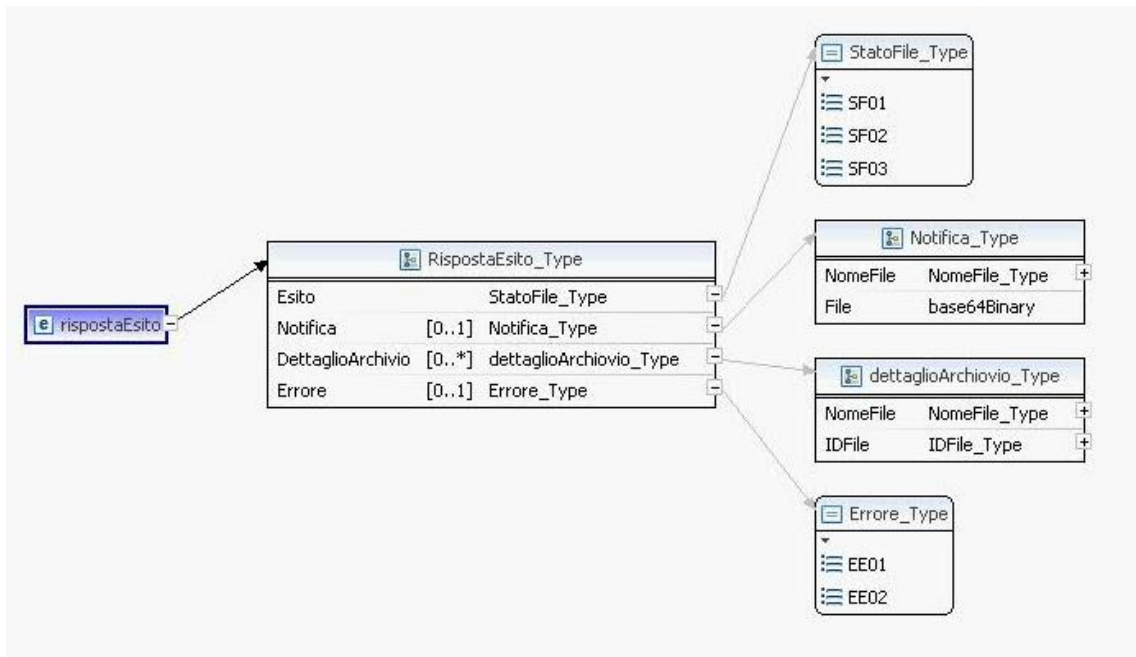 StatoFile_Type
SF01
SF02
SF03
e rispostaEsito
RispostaEsito_Type
Esito StatoFile_Type
Notifica [0..1] Notifica_Type
DettaglioArchivio [0..*] dettaglioArchiovio_Type
Errore [0..1] Errore_Type
Notifica_Type
NomeFile NomeFile_Type
File base64Binary
dettaglioArchiovio_Type
NomeFile NomeFile_Type
IDFile IDFile_Type
Errore_Type
EE01
EE02